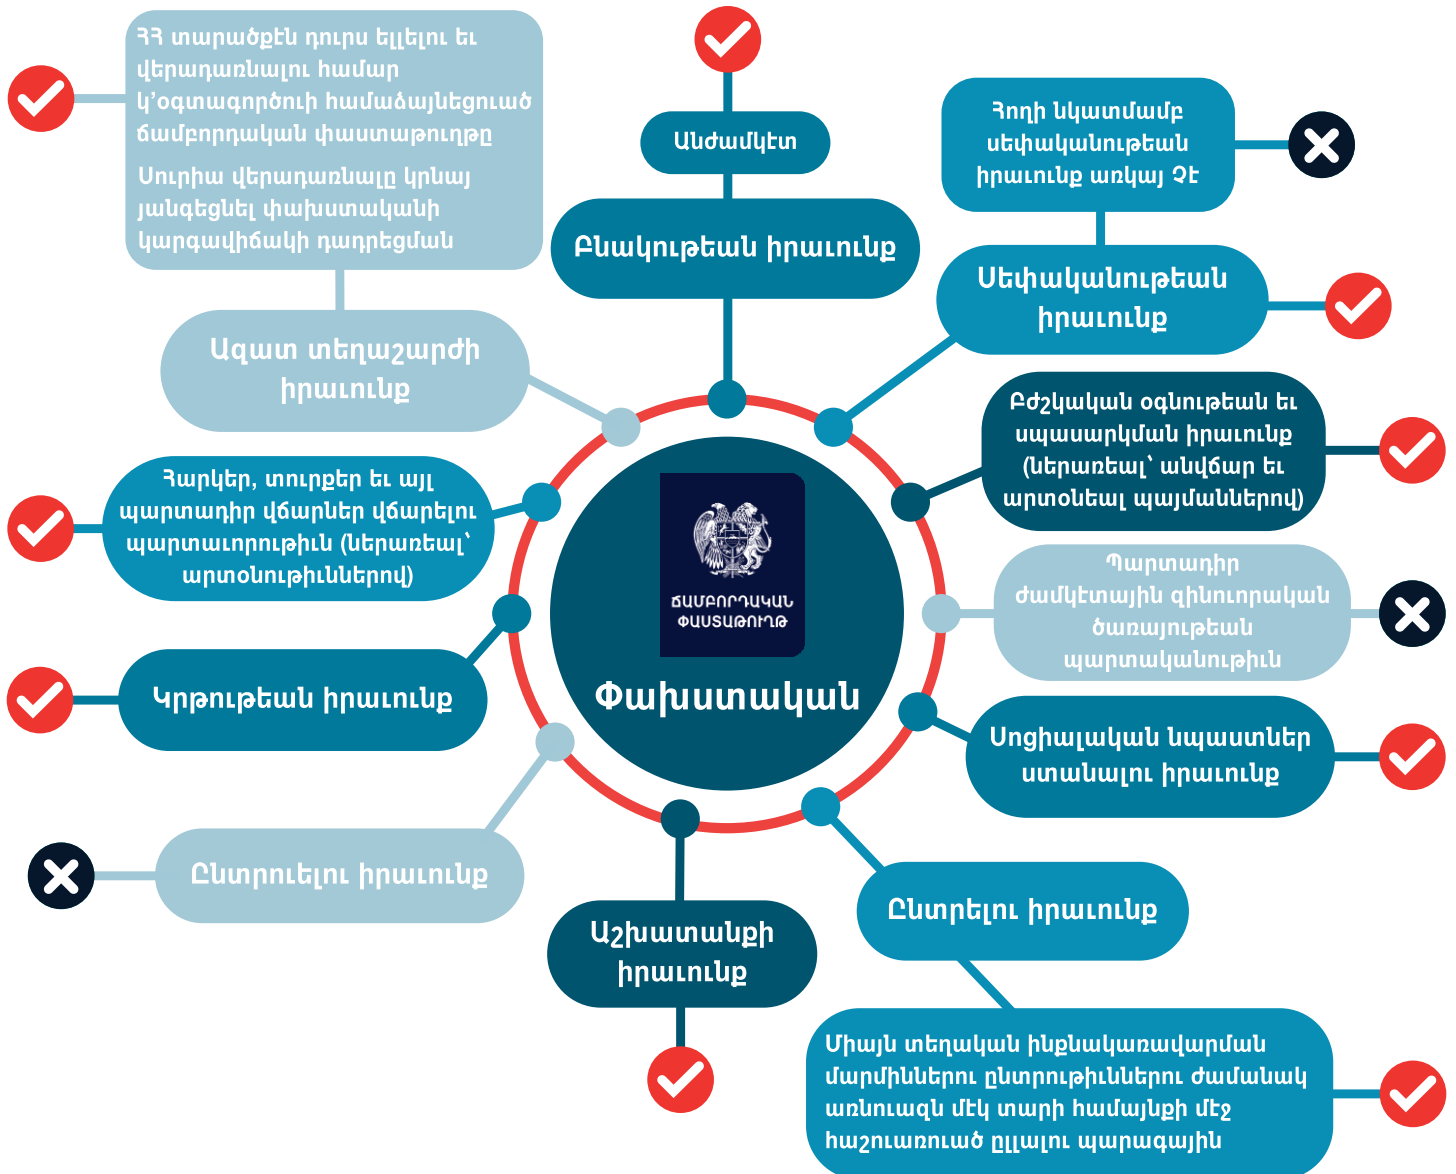 ՀՀ տարածքէն դուրս ելլելու եւ
վերադառնալու համար
կ’օգտագործուի համաձայնեցուած
ճամբորդական փաստաթուղթը
Սուրիա վերադառնալը կրնայ
յանգեցնել փախստականի
կարգավիճակի դադրեցման
Ազատ տեղաշարժի
իրաւունք
Անժամկէտ
Բնակութեան իրաւունք
Հողի նկատմամբ
սեփականութեան
իրաւունք առկայ Չէ
Սեփականութեան
իրաւունք
Բժշկական օգնութեան եւ
սպասարկման իրաւունք
(ներառեալ՝ անվճար եւ
արտօնեալ պայմաններով)
Պարտադիր
ժամկէտային զինուորական
ծառայութեան
պարտականութիւն
Սոցիալական նպաստներ
ստանալու իրաւունք
Ընտրելու իրաւունք
Միայն տեղական ինքնակառավարման
մարմիններու ընտրութիւններու ժամանակ
առնուազն մէկ տարի համայնքի մէջ
հաշուառուած ըլլալու պարագային
Աշխատանքի
իրաւունք
Ընտրուելու իրաւունք
Կրթութեան իրաւունք
Հարկեր, տուրքեր եւ այլ
պարտադիր վճարներ վճարելու
պարտաւորութիւն (ներառեալ՝
արտօնութիւններով)
ՃԱՄԲՈՐԴԱԿԱՆ
ՓԱՍՏԱԹՈՒՂԹ
Փախստական